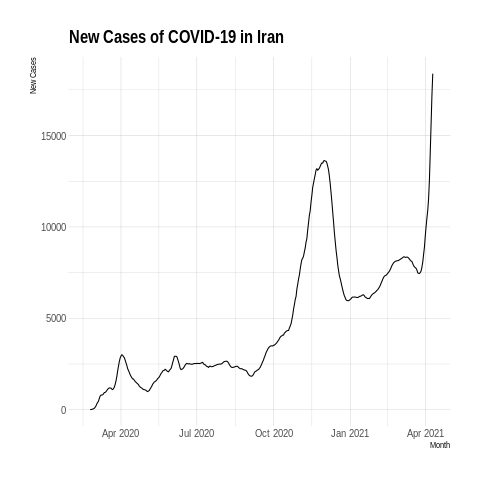 New Cases of COVID-19 in Iran
New Cases
15000
10000
5000
0
Apr 2020 Jul 2020 Oct 2020 Jan 2021 Apr 2021
Month